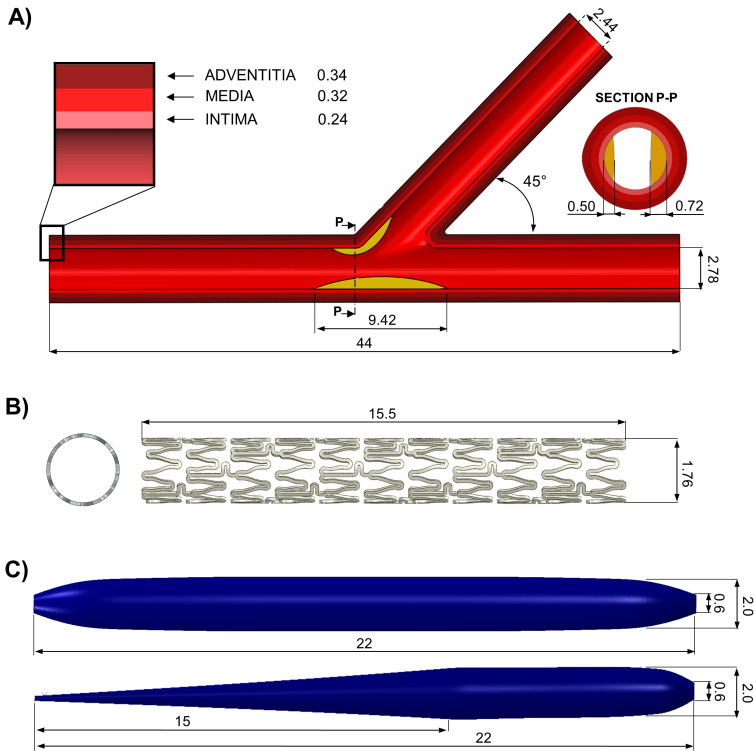 A)
2.44
ADVENTITIA 0.34
MEDIA 0.32
INTIMA 0.24
SECTION P-P
45°
0.50 0.72
P
2.78
P
9.42
44
B)
15.5
1.76
C)
0.6
2.0
22
0.6
2.0
15
22